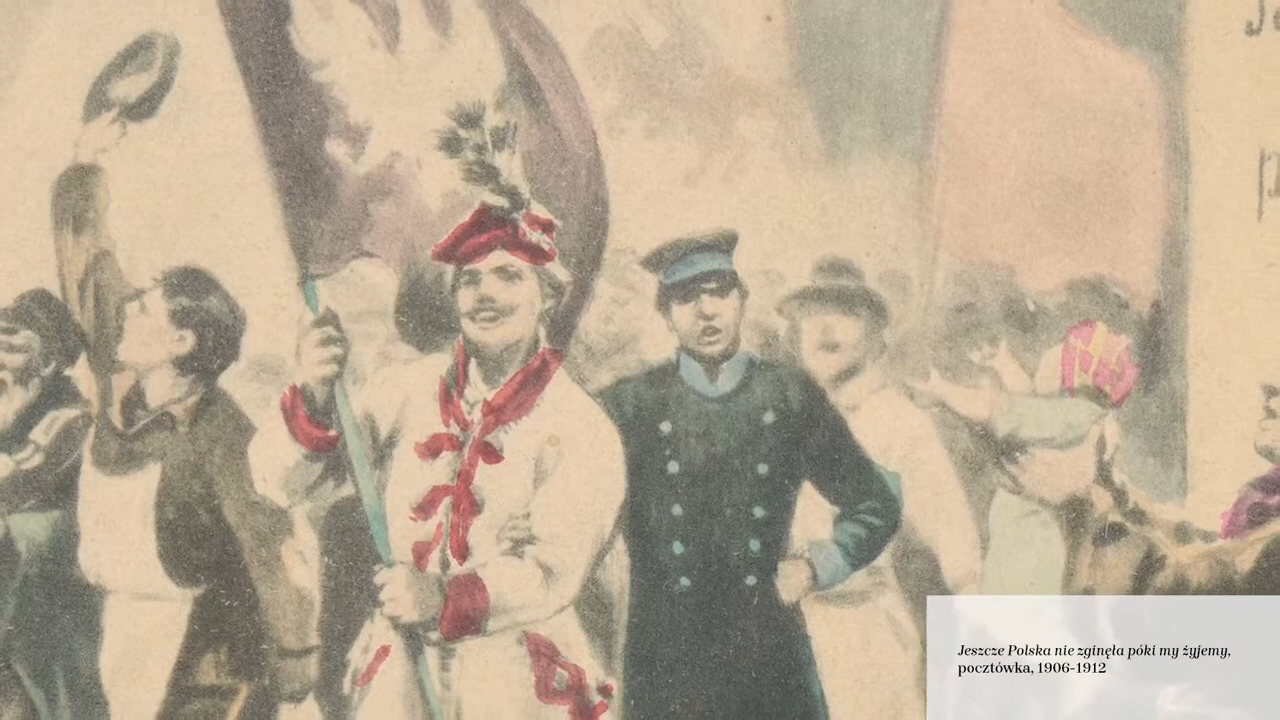 Jeszcze Polska nie zginęła póki my żyjemy,
pocztówka, 1906-1912